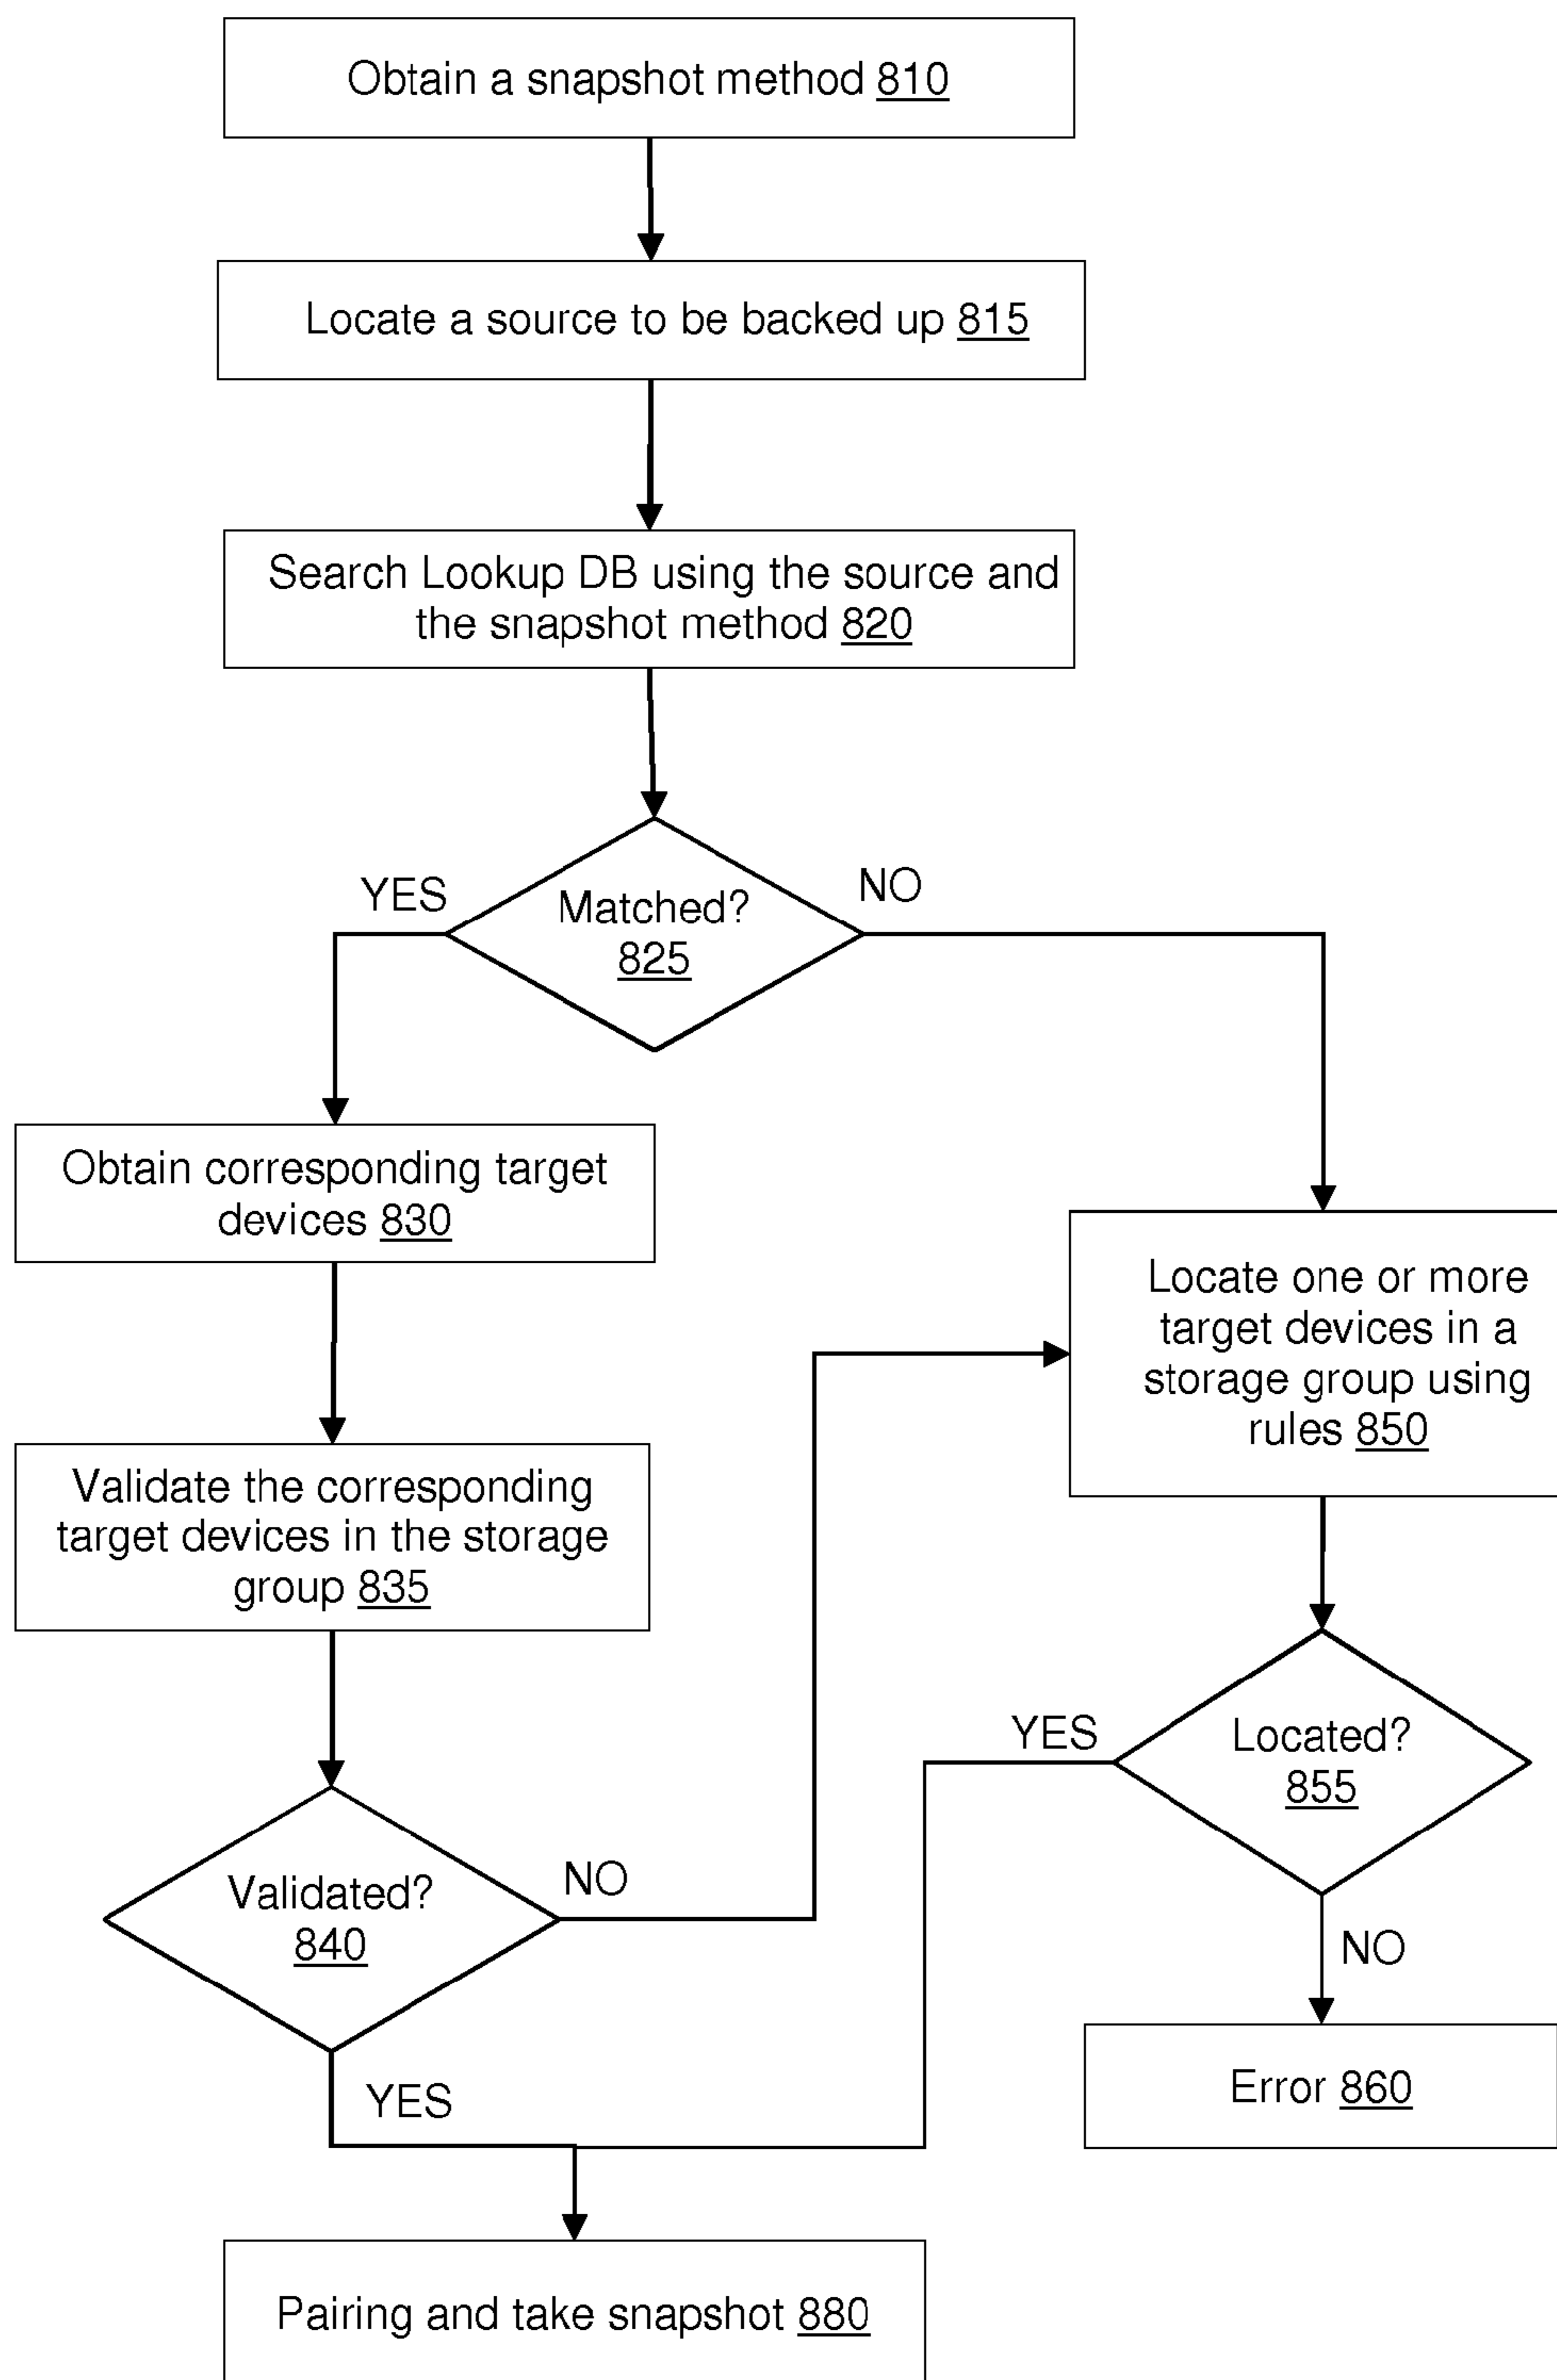 Obtain a snapshot method 810
Locate a source to be backed up 815
Search Lookup DB using the source and
the snapshot method 820
YES
NO
Matched?
825
Obtain corresponding target
devices 830
Locate one or more
target devices in a
storage group using
rules 850
Validate the corresponding
target devices in the storage
group 835
YES
Located?
855
Validated?
840
NO
NO
YES
Error 860
Pairing and take snapshot 880